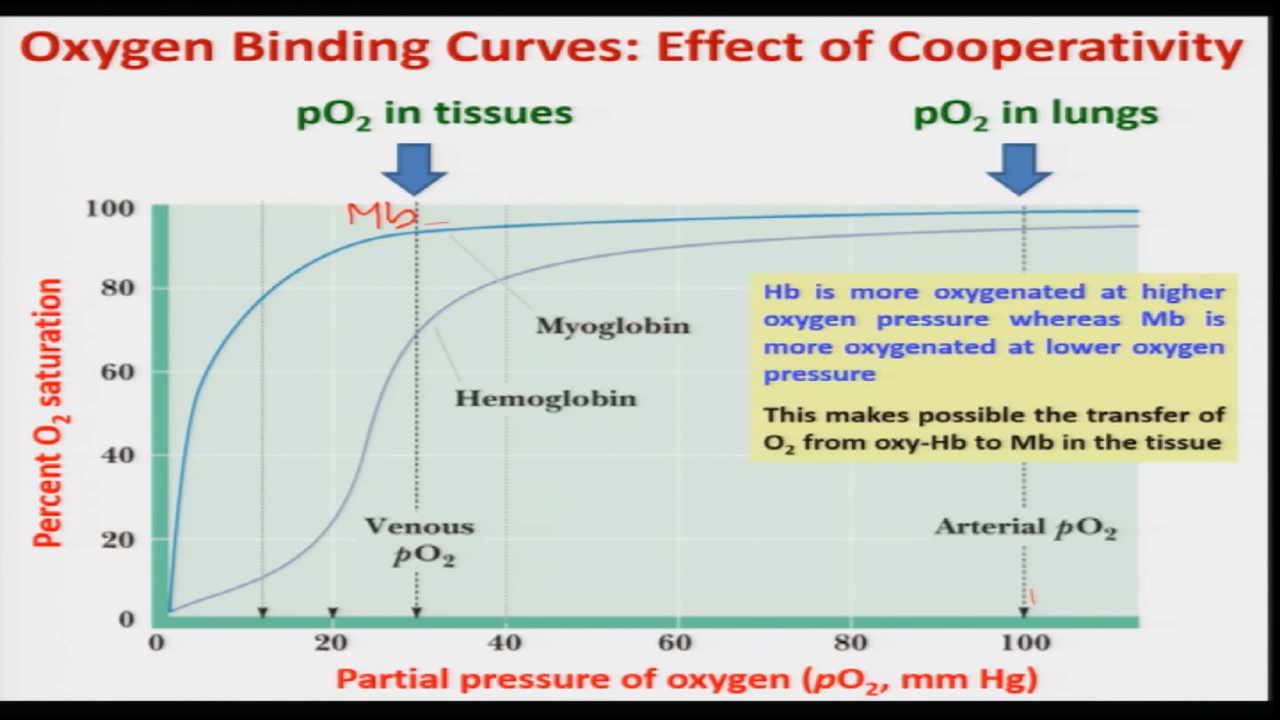 Oxygen Binding Curves: Effect of Cooperativity
pO₂ in tissues
pO₂ in lungs
Mb
100
80
60
40
20
0
Percent O₂ saturation
Myoglobin
Hemoglobin
Hb is more oxygenated at higher
oxygen pressure whereas Mb is
more oxygenated at lower oxygen
pressure
This makes possible the transfer of
O₂ from oxy-Hb to Mb in the tissue
Venous
pO₂
Arterial pO₂
0 20 40 60 80 100
Partial pressure of oxygen (pO₂, mm Hg)